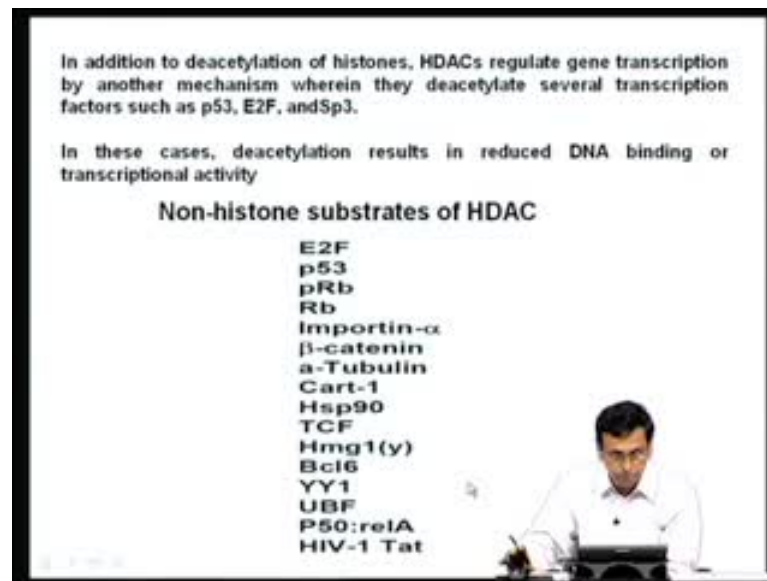 In addition to deacetylation of histones, HDACs regulate gene transcription
by another mechanism wherein they deacetylate several transcription
factors such as p53, E2F, andSp3.
In these cases, deacetylation results in reduced DNA binding or
transcriptional activity
Non-histone substrates of HDAC
E2F
p53
pRb
Rb
Importin-α
β-catenin
a-Tubulin
Cart-1
Hsp90
TCF
Hmg1(y)
Bcl6
YY1
UBF
P50:relA
HIV-1 Tat